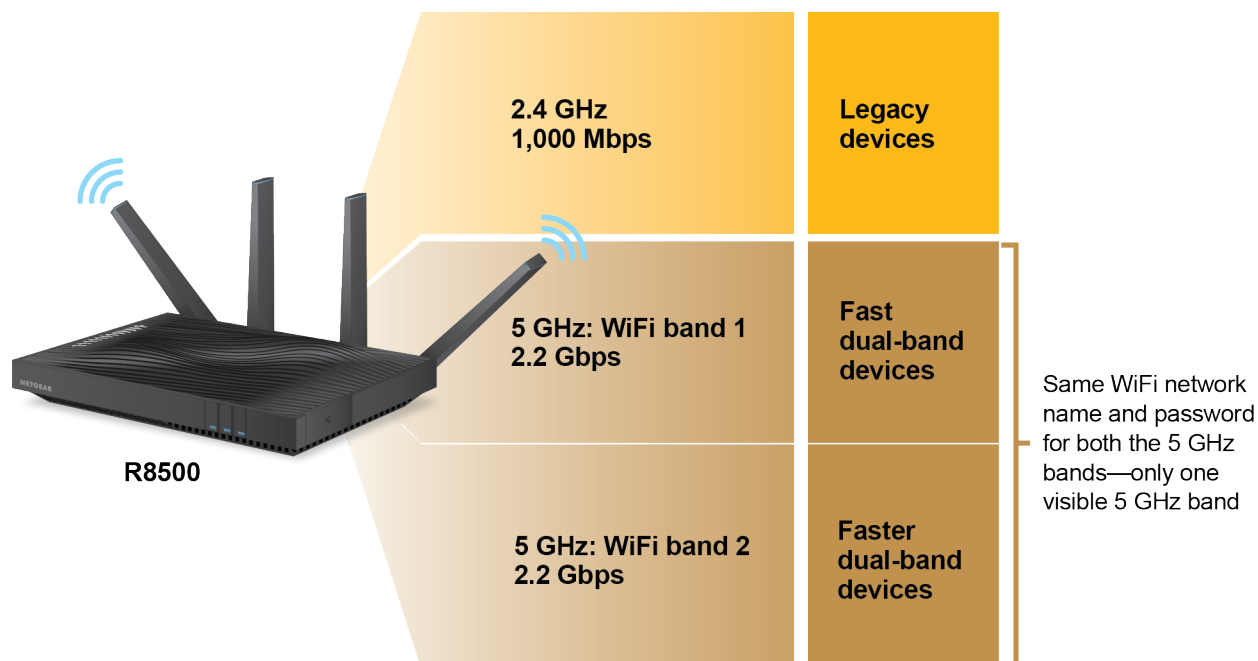 2.4 GHz
1,000 Mbps
Legacy
devices
5 GHz: WiFi band 1
2.2 Gbps
Fast
dual-band
devices
NETGEAR
R8500
Same WiFi network
name and password
for both the 5 GHz
bands—only one
visible 5 GHz band
5 GHz: WiFi band 2
2.2 Gbps
Faster
dual-band
devices